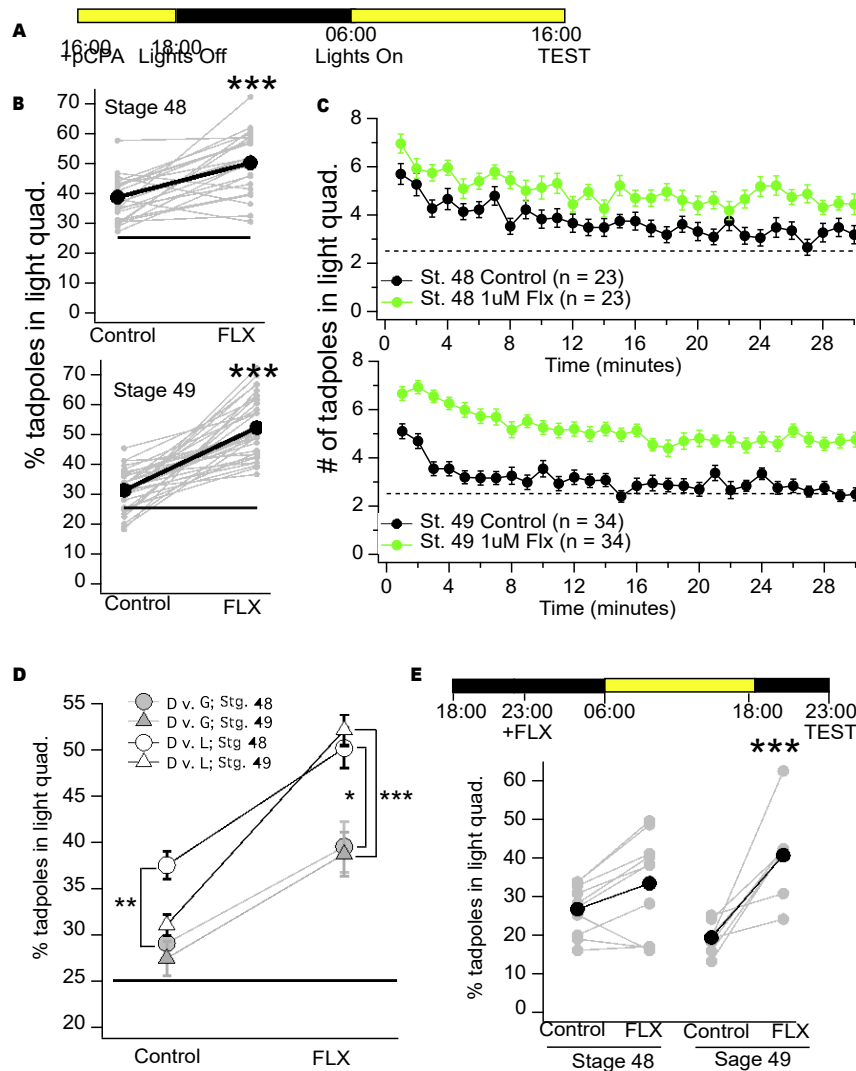 A
16:00 18:00 06:00 16:00
+pCPA Lights Off Lights On TEST
B
% tadpoles in light quad.
Stage 48
***
70
60
50
40
30
20
10
0
Control FLX
Stage 49
***
70
60
50
40
30
20
10
0
Control FLX
C
# of tadpoles in light quad.
8
6
4
2
0
St. 48 Control (n = 23)
St. 48 1uM Flx (n = 23)
0 4 8 12 16 20 24 28
Time (minutes)
8
6
4
2
0
St. 49 Control (n = 34)
St. 49 1uM Flx (n = 34)
0 4 8 12 16 20 24 28
Time (minutes)
D
% tadpoles in light quad.
55
50
45
40
35
30
25
20
D v. G; Stg. 48
D v. G; Stg. 49
D v. L; Stg 48
D v. L; Stg. 49
**
*
***
Control FLX
E
18:00 23:00 06:00 18:00 23:00
+FLX TEST
***
% tadpoles in light quad.
60
50
40
30
20
10
0
Control FLX Control FLX
Stage 48 Sage 49